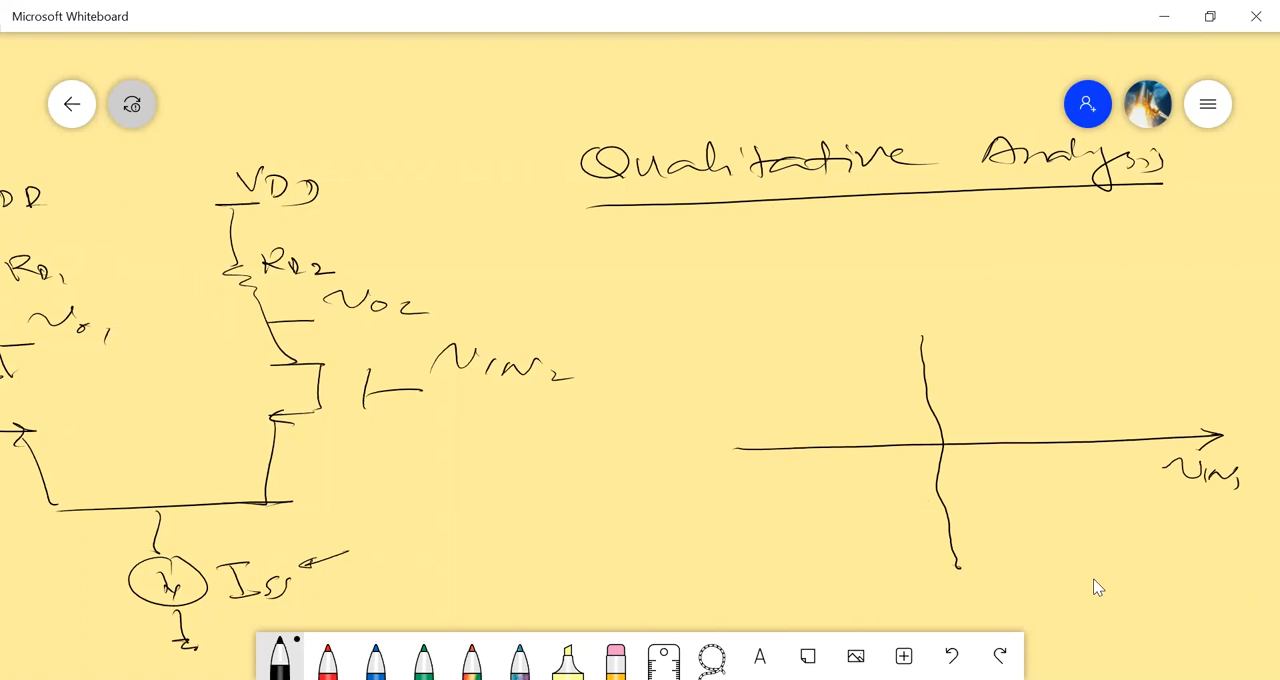 Microsoft Whiteboard
Qualitative Analysis
DD
VDD
RD1
RD2
Vo1
Vo2
VIN2
VIN1
ISS
A